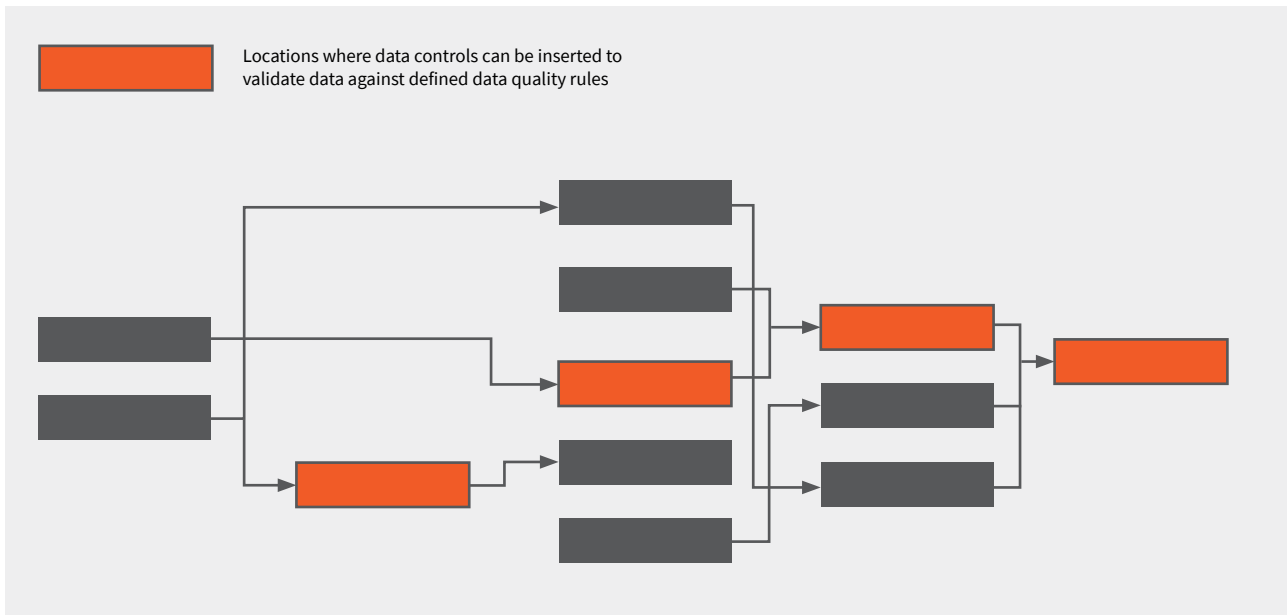 Locations where data controls can be inserted to
validate data against defined data quality rules